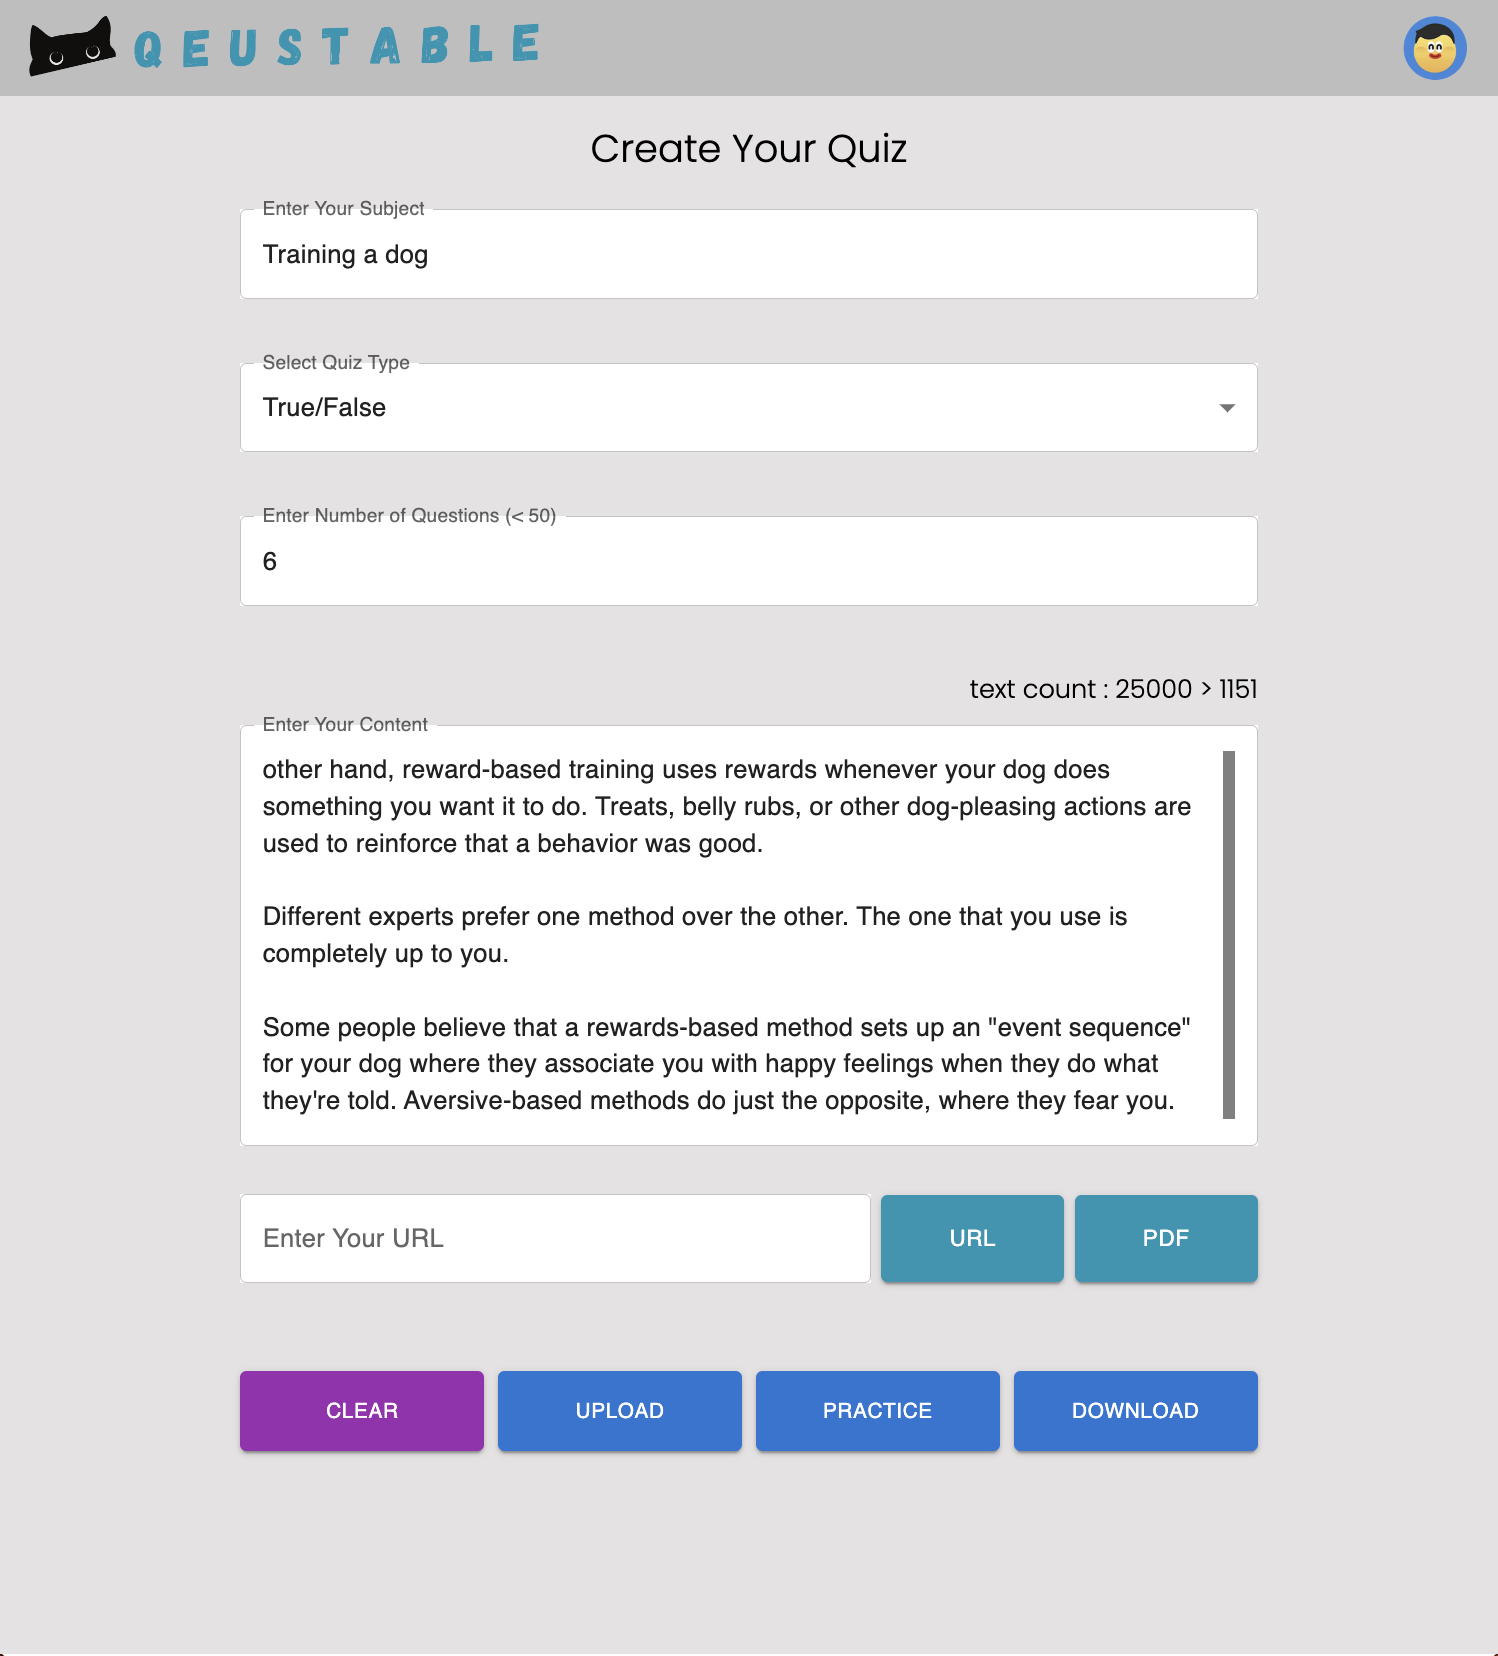 QEUSTABLE
Create Your Quiz
Enter Your Subject
Training a dog
Select Quiz Type
True/False
Enter Number of Questions (< 50)
6
text count : 25000 > 1151
Enter Your Content
other hand, reward-based training uses rewards whenever your dog does
something you want it to do. Treats, belly rubs, or other dog-pleasing actions are
used to reinforce that a behavior was good.
Different experts prefer one method over the other. The one that you use is
completely up to you.
Some people believe that a rewards-based method sets up an "event sequence"
for your dog where they associate you with happy feelings when they do what
they're told. Aversive-based methods do just the opposite, where they fear you.
Enter Your URL
URL
PDF
CLEAR
UPLOAD
PRACTICE
DOWNLOAD